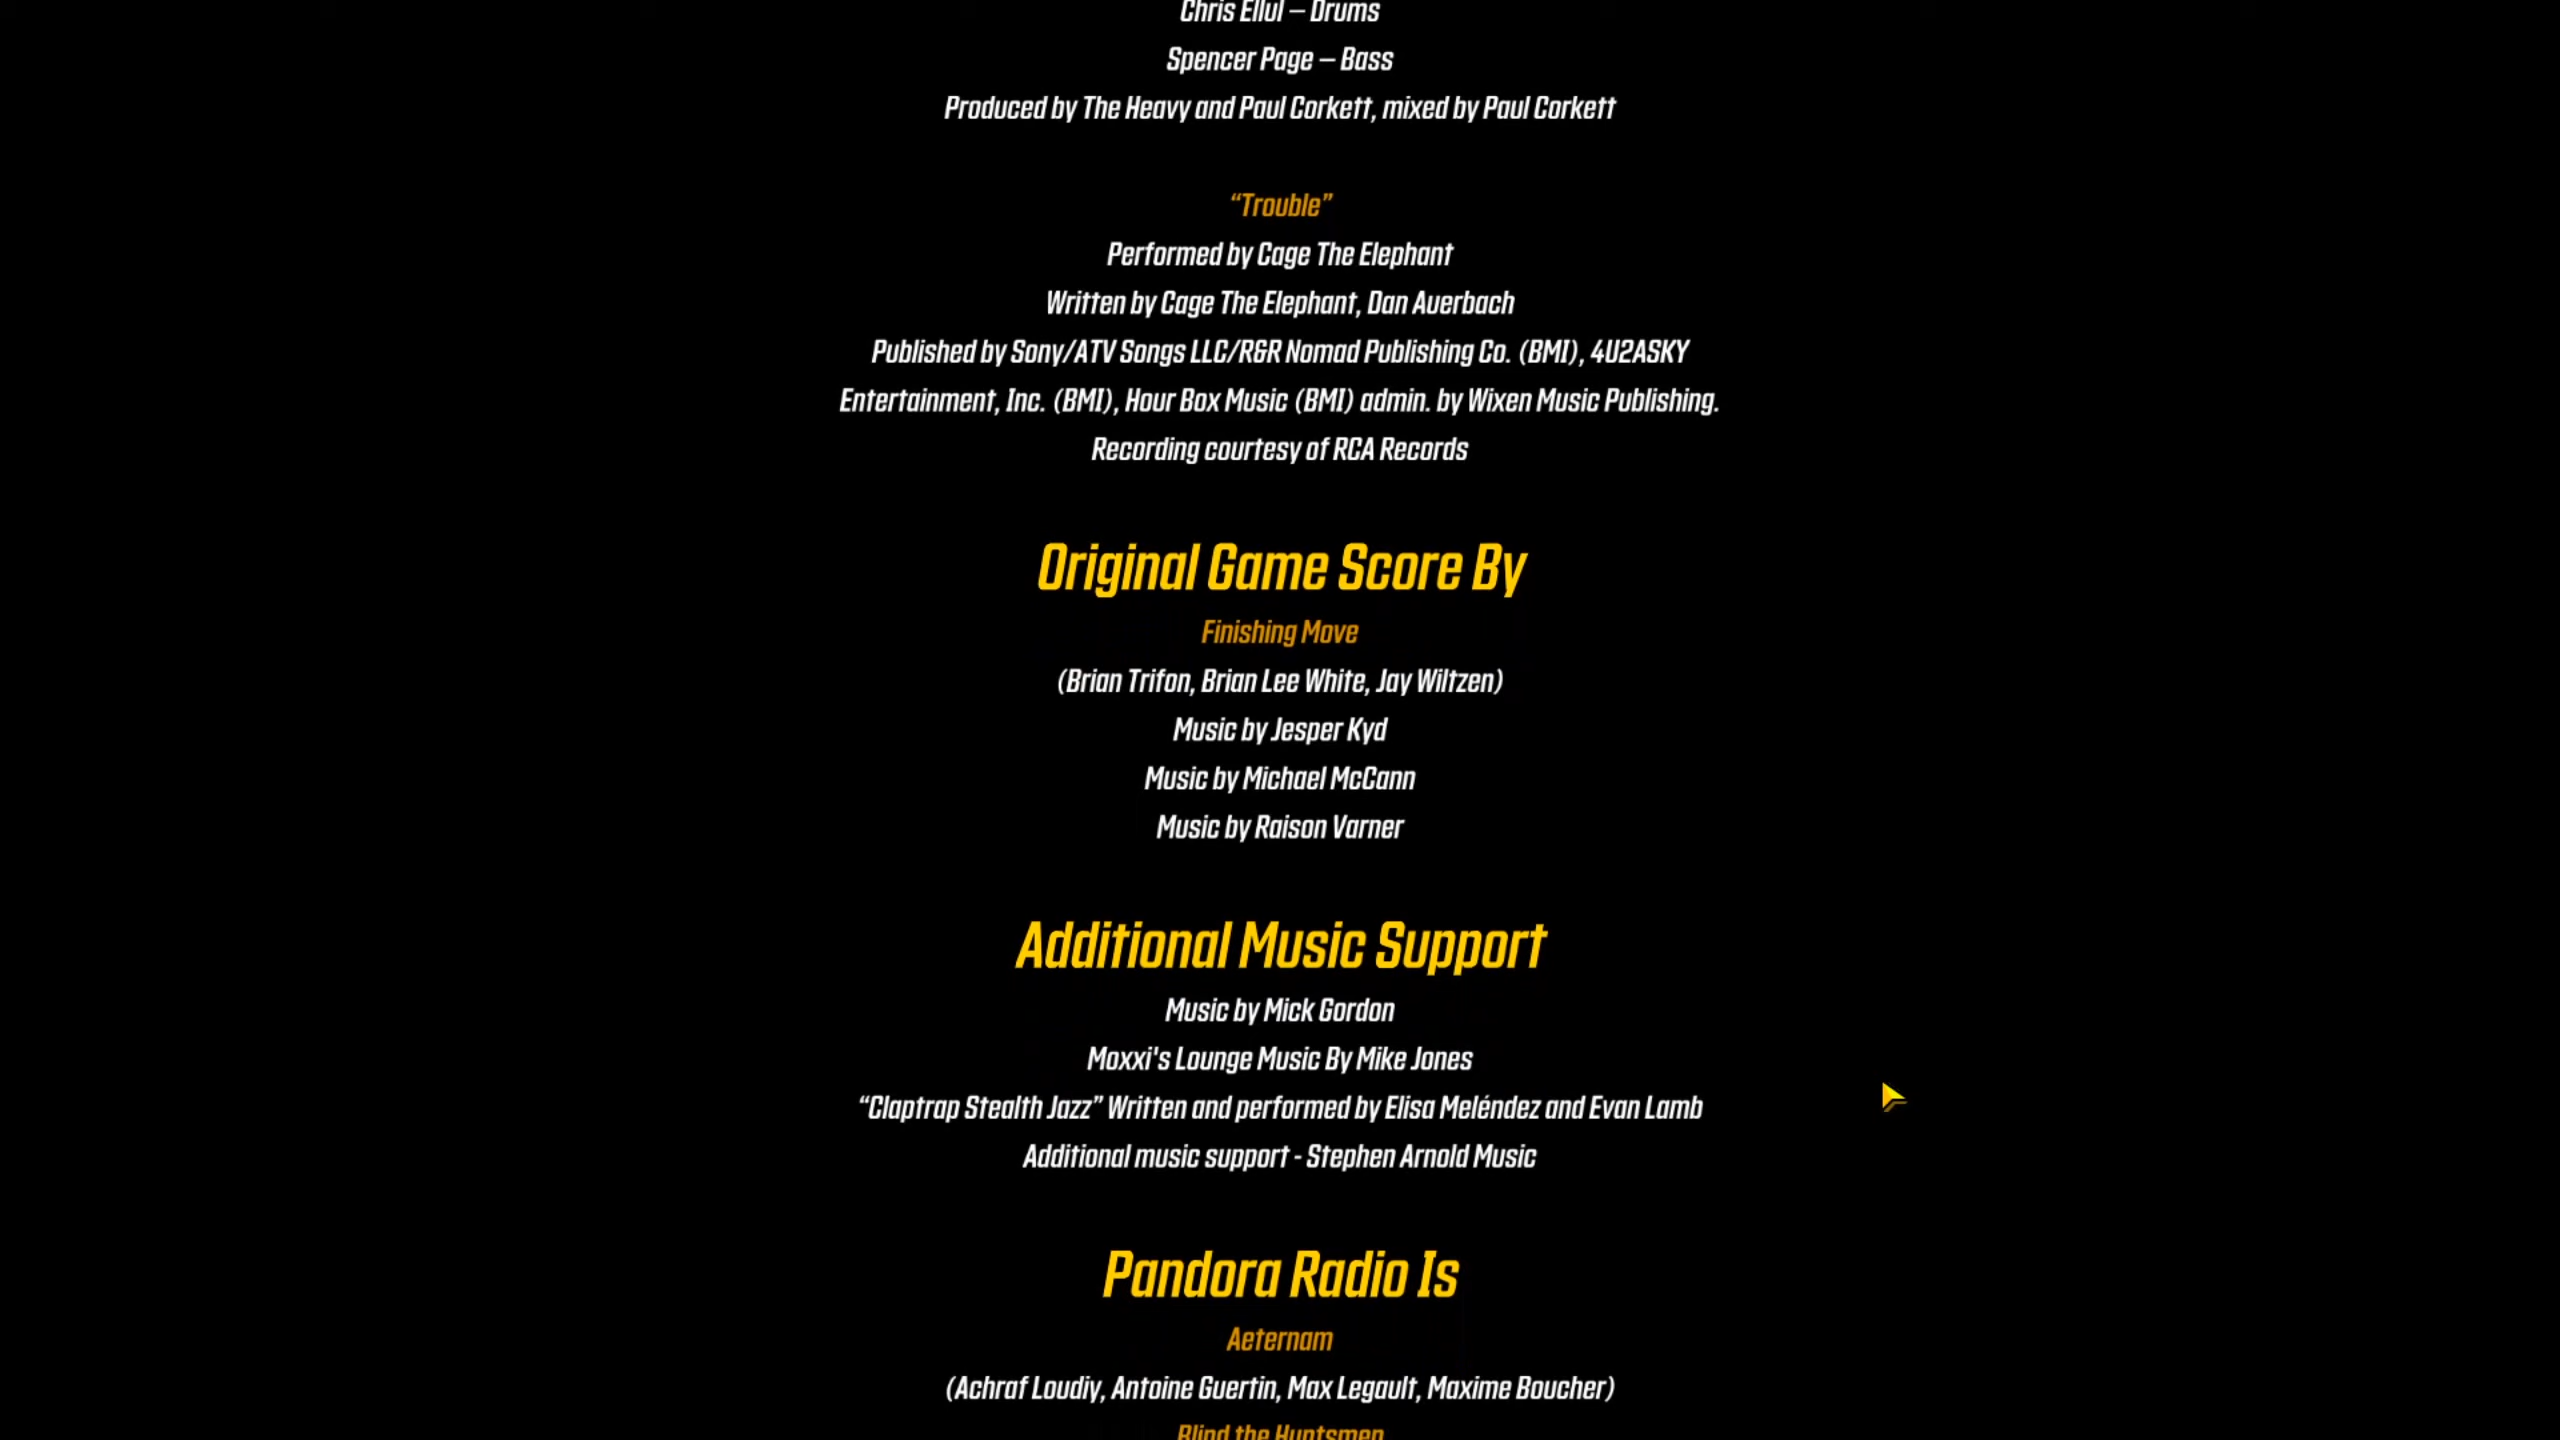 Chris Ellul – Drums
Spencer Page – Bass
Produced by The Heavy and Paul Corkett, mixed by Paul Corkett
“Trouble”
Performed by Cage The Elephant
Written by Cage The Elephant, Dan Auerbach
Published by Sony/ATV Songs LLC/R&R Nomad Publishing Co. (BMI), 4U2ASKY
Entertainment, Inc. (BMI), Hour Box Music (BMI) admin. by Wixen Music Publishing.
Recording courtesy of RCA Records
Original Game Score By
Finishing Move
(Brian Trifon, Brian Lee White, Jay Wiltzen)
Music by Jesper Kyd
Music by Michael McCann
Music by Raison Varner
Additional Music Support
Music by Mick Gordon
Moxxi's Lounge Music By Mike Jones
“Claptrap Stealth Jazz” Written and performed by Elisa Meléndez and Evan Lamb
Additional music support - Stephen Arnold Music
Pandora Radio Is
Aeternam
(Achraf Loudiy, Antoine Guertin, Max Legault, Maxime Boucher)
Blind the Huntsmen